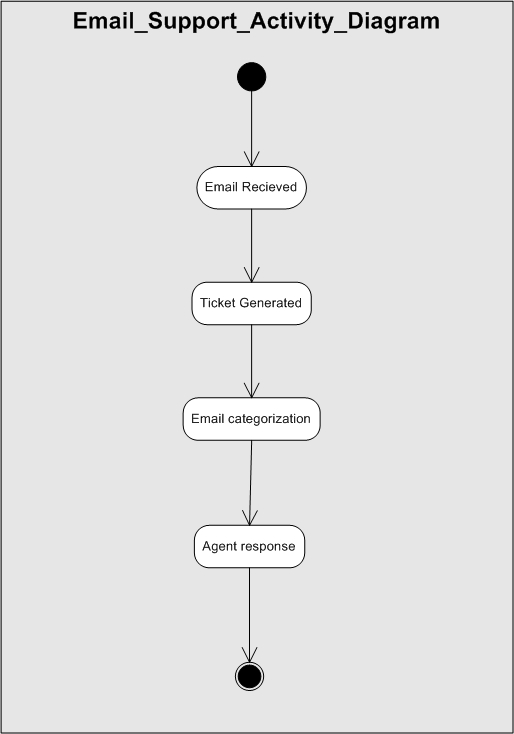 Email_Support_Activity_Diagram
Email Recieved
Ticket Generated
Email categorization
Agent response